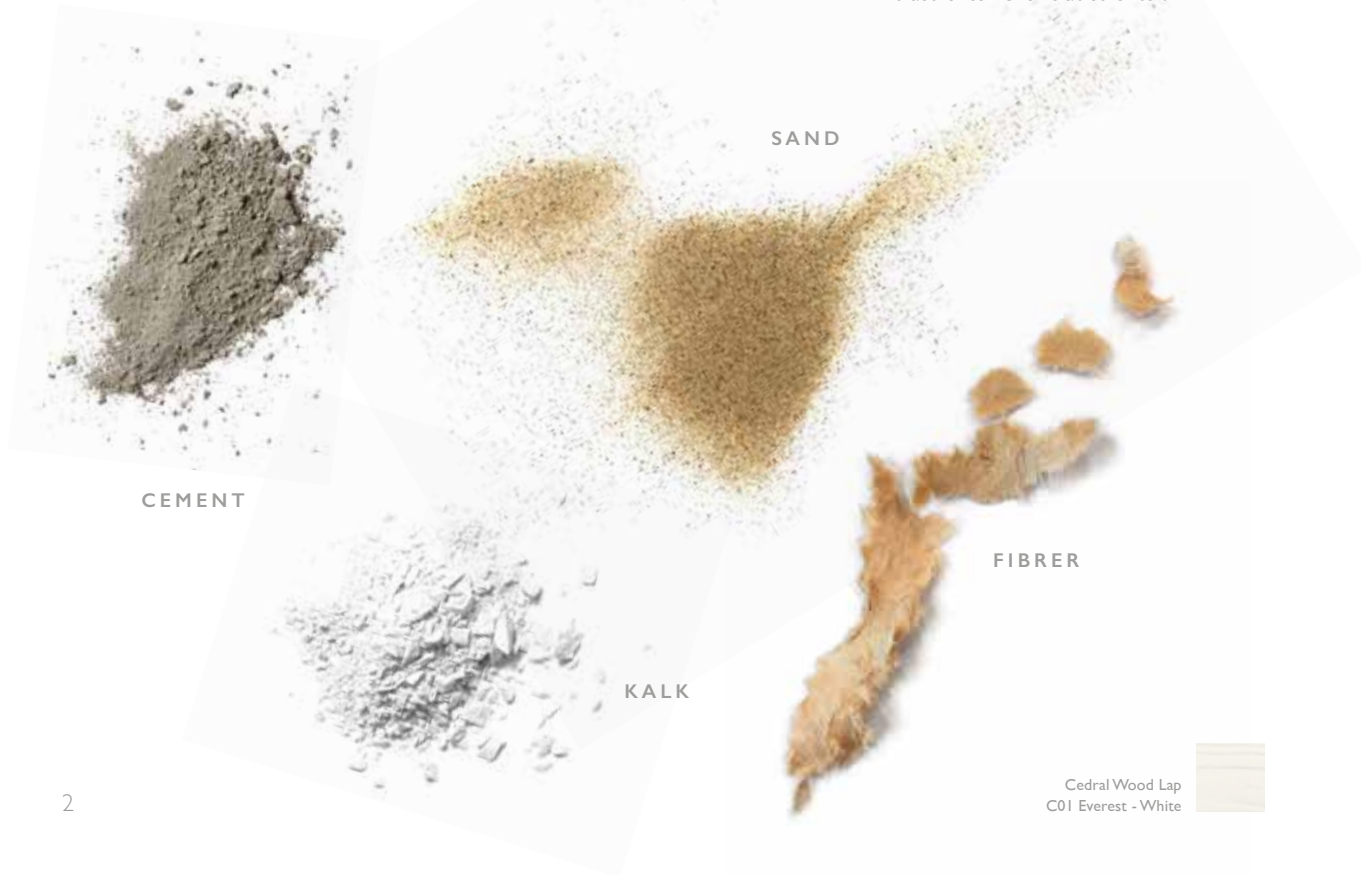 SAND
CEMENT
FIBRER
KALK
Cedral Wood Lap
C01 Everest - White
2